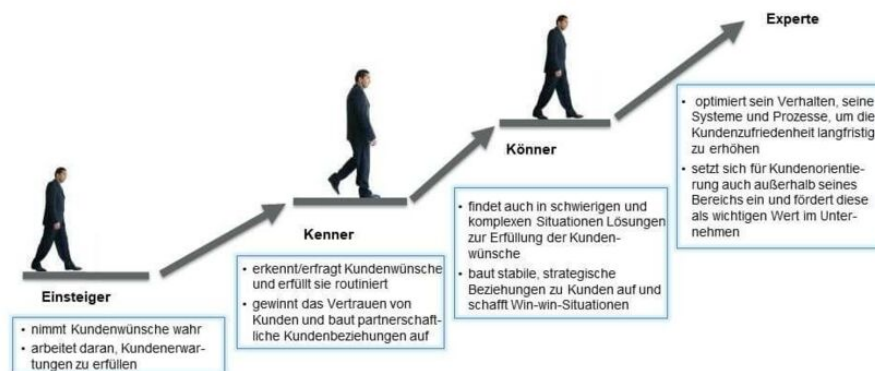 Einsteiger
• nimmt Kundenwünsche wahr
• arbeitet daran, Kundenerwar-
tungen zu erfüllen
Kenner
• erkennt/erfragt Kundenwünsche
und erfüllt sie routiniert
• gewinnt das Vertrauen von
Kunden und baut partnerschaft-
liche Kundenbeziehungen auf
Könner
• findet auch in schwierigen und
komplexen Situationen Lösungen
zur Erfüllung der Kunden-
wünsche
• baut stabile, strategische
Beziehungen zu Kunden auf und
schafft Win-win-Situationen
Experte
• optimiert sein Verhalten, seine
Systeme und Prozesse, um die
Kundenzufriedenheit langfristig
zu erhöhen
• setzt sich für Kundenorientie-
rung auch außerhalb seines
Bereichs ein und fördert diese
als wichtigen Wert im Unter-
nehmen